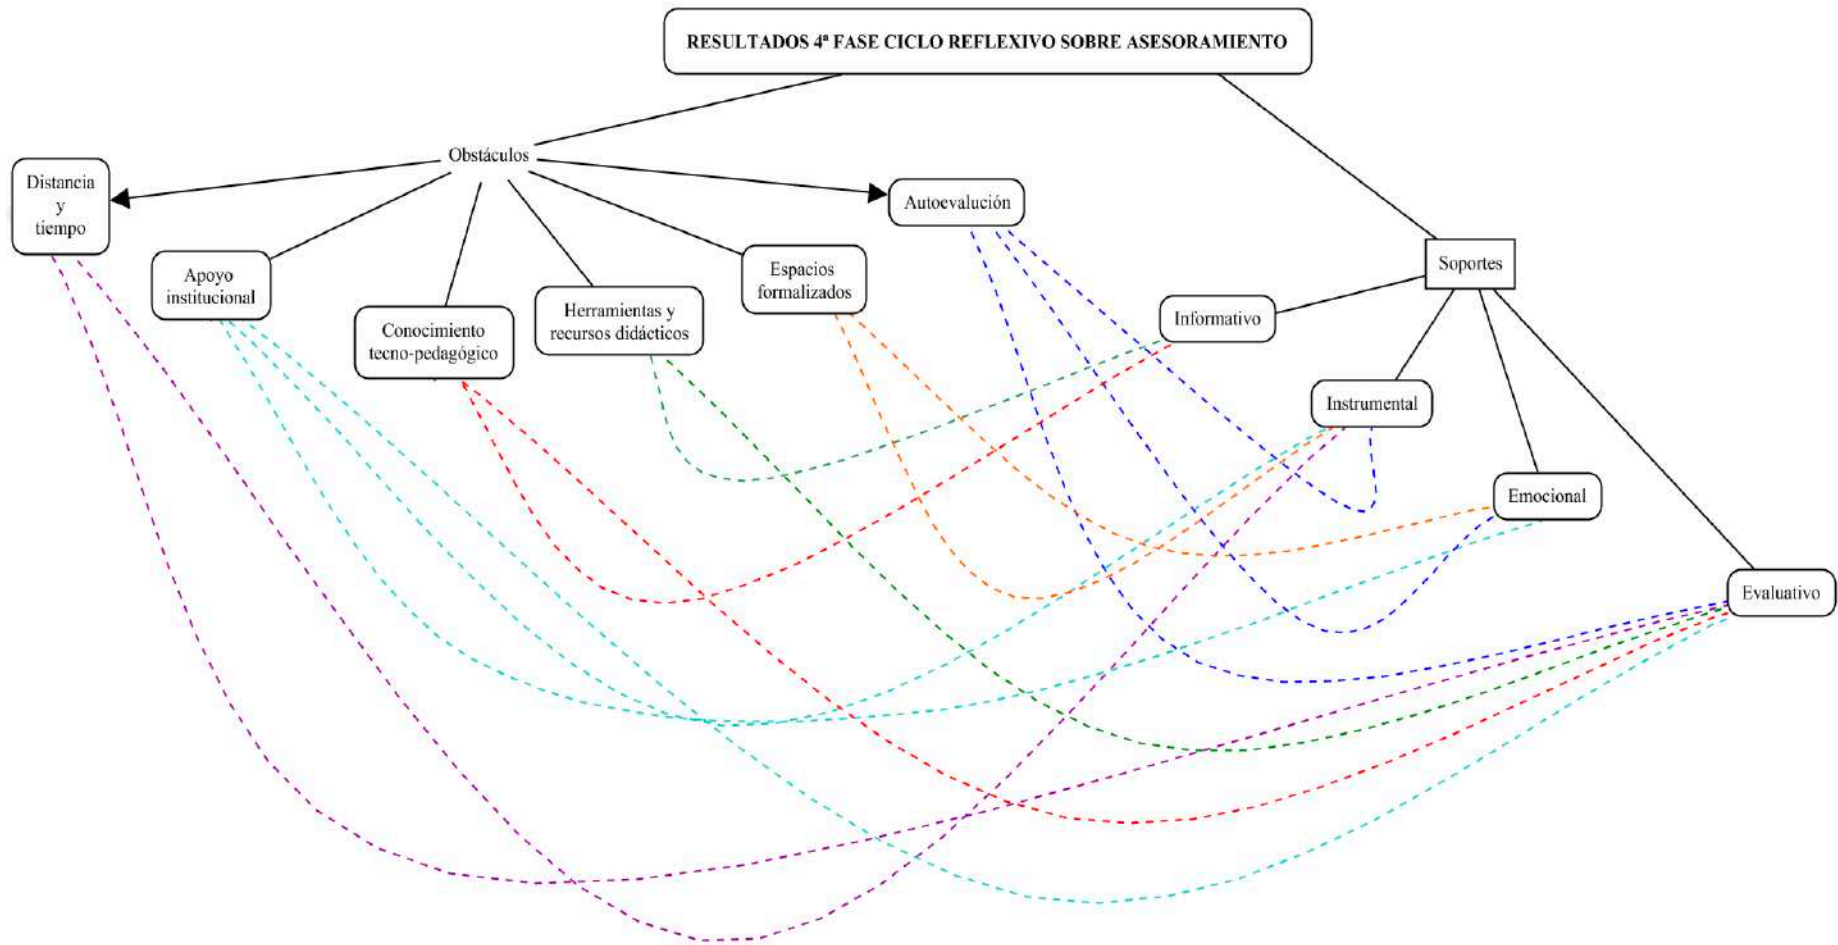 RESULTADOS 4ª FASE CICLO REFLEXIVO SOBRE ASESORAMIENTO
Obstáculos
Distancia
y
tiempo
Apoyo
institucional
Conocimiento
tecno-pedagógico
Herramientas y
recursos didácticos
Espacios
formalizados
Autoevalución
Soportes
Informativo
Instrumental
Emocional
Evaluativo